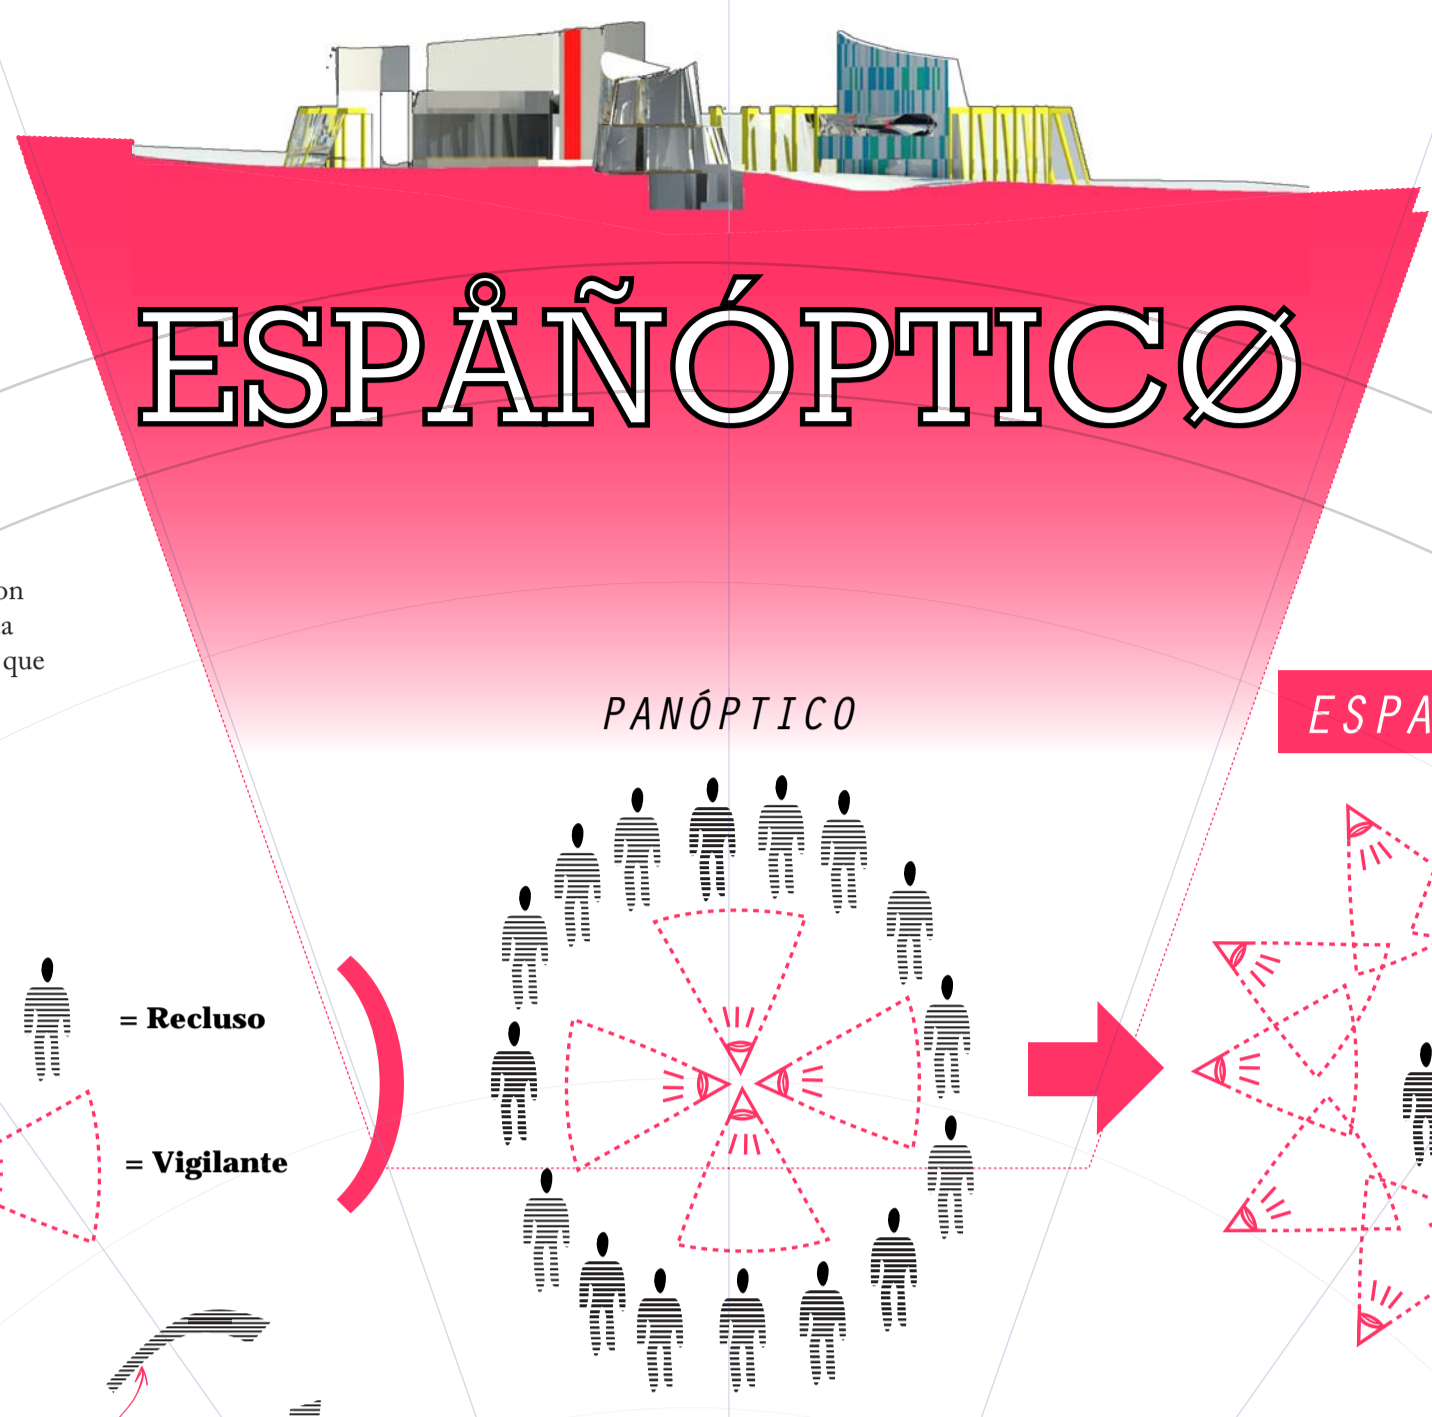 ESPÅÑÓPTICØ
on
a
que
PANÓPTICO
ESPA
= Recluso
= Vigilante